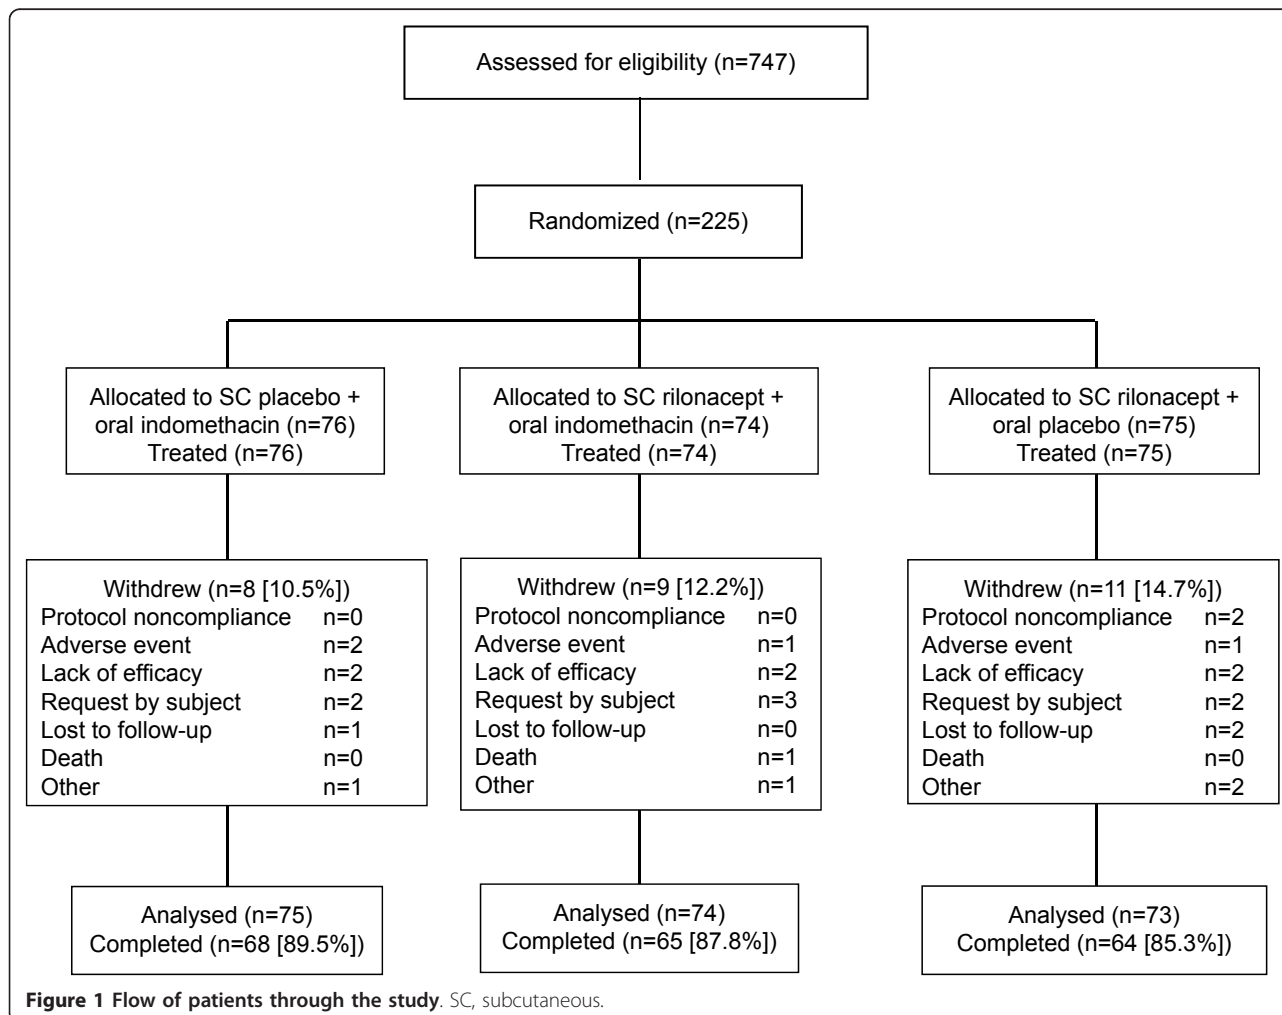 Assessed for eligibility (n=747)
Randomized (n=225)
Allocated to SC placebo +
oral indomethacin (n=76)
Treated (n=76)
Allocated to SC rilonacept +
oral indomethacin (n=74)
Treated (n=74)
Allocated to SC rilonacept +
oral placebo (n=75)
Treated (n=75)
Withdrew (n=8 [10.5%])
Protocol noncompliance n=0
Adverse event n=2
Lack of efficacy n=2
Request by subject n=2
Lost to follow-up n=1
Death n=0
Other n=1
Withdrew (n=9 [12.2%)
Protocol noncompliance n=0
Adverse event n=1
Lack of efficacy n=2
Request by subject n=3
Lost to follow-up n=0
Death n=1
Other n=1
Withdrew (n=11 [14.7%])
Protocol noncompliance n=2
Adverse event n=1
Lack of efficacy n=2
Request by subject n=2
Lost to follow-up n=2
Death n=0
Other n=2
Analysed (n=75)
Completed (n=68 [89.5%])
Analysed (n=74)
Completed (n=65 [87.8%])
Analysed (n=73)
Completed (n=64 [85.3%])
Figure 1 Flow of patients through the study. SC, subcutaneous.